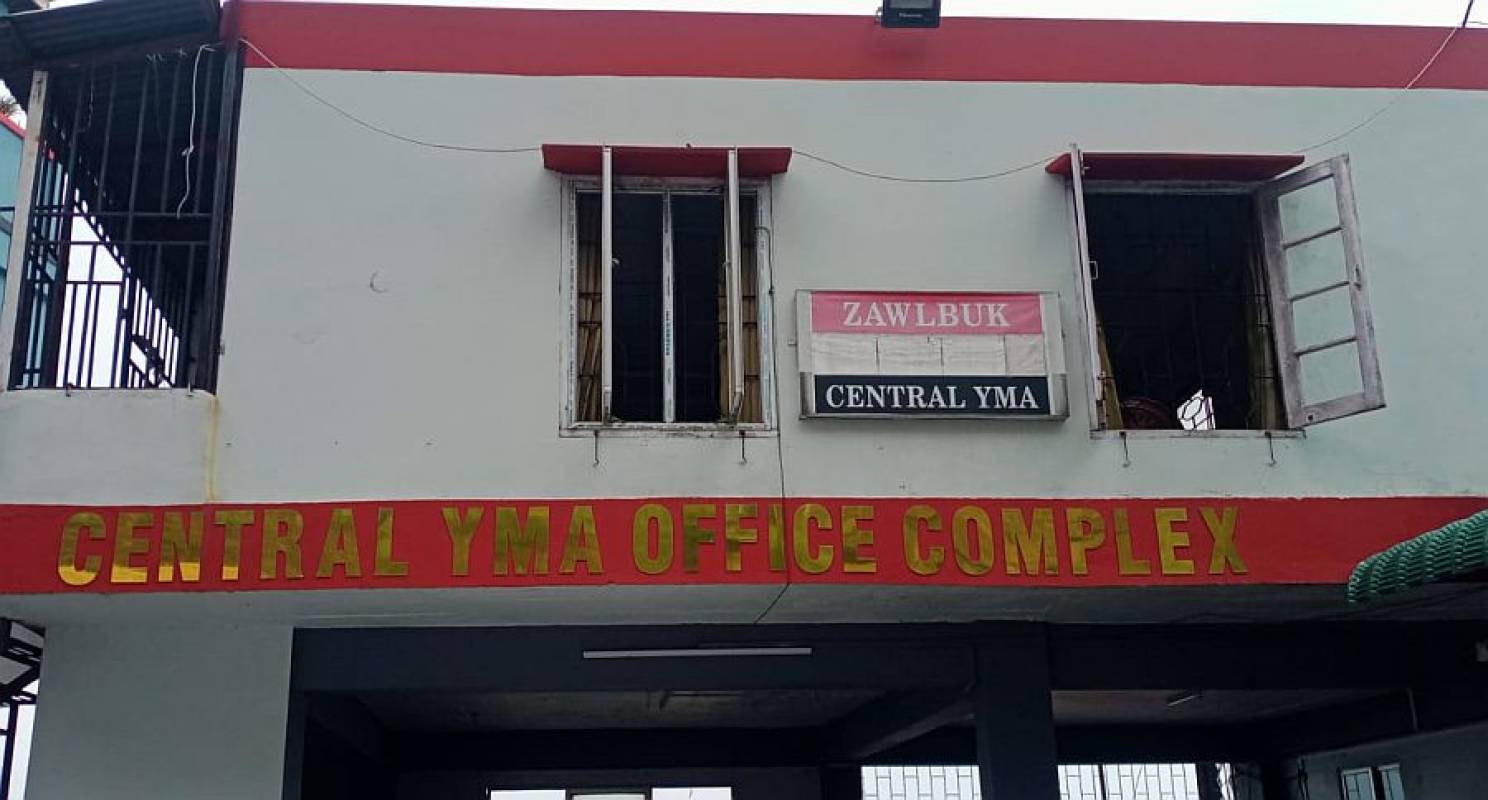 ZAWLBUK
CENTRAL YMA
CENTRAL YMA OFFICE COMPLEX